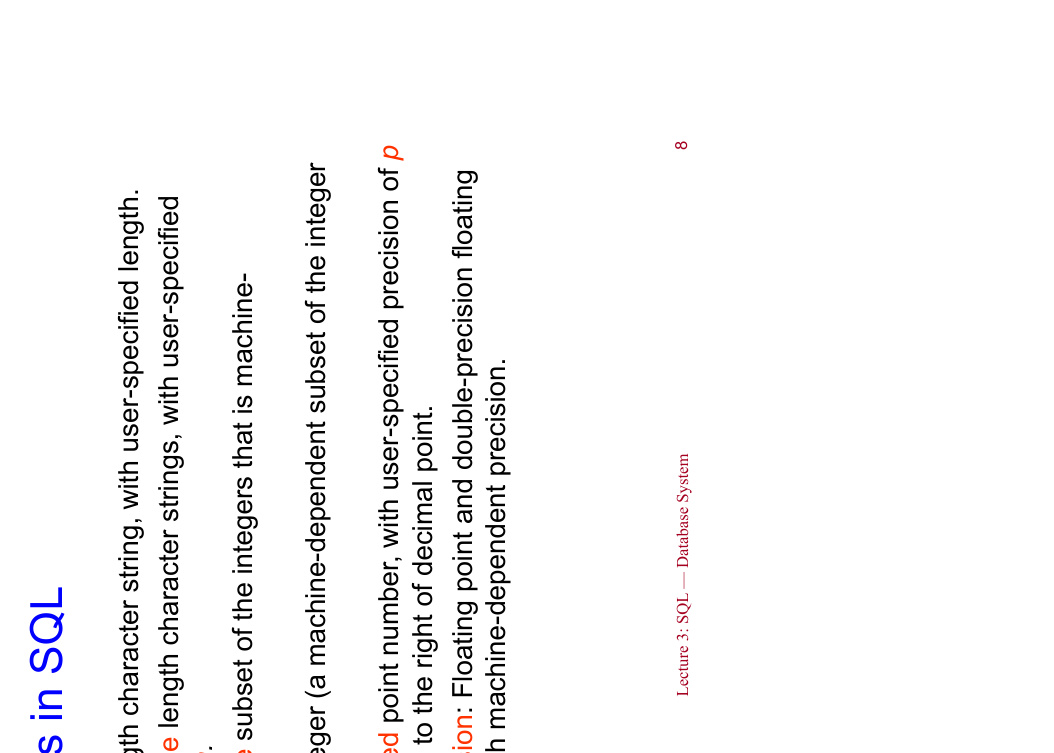 s in SQL
gth character string, with user-specified length.
e length character strings, with user-specified
.
e subset of the integers that is machine-
eger (a machine-dependent subset of the integer
ed point number, with user-specified precision of p
to the right of decimal point.
ion: Floating point and double-precision floating
h machine-dependent precision.
Lecture 3: SQL — Database System 8